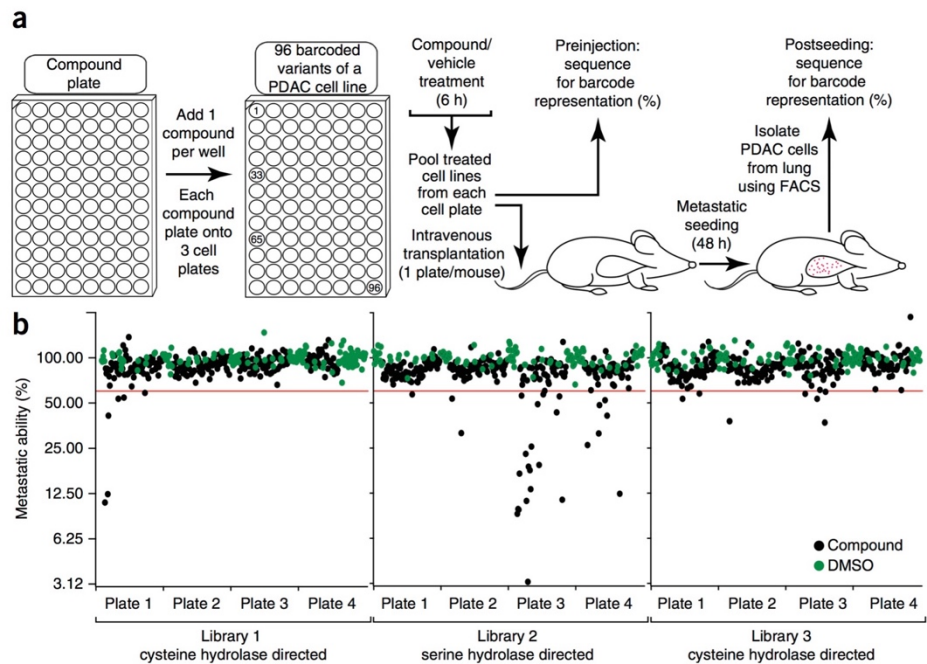 a
Compound
plate
Add 1
compound
per well
Each
compound
plate onto
3 cell
plates
96 barcoded
variants of a
PDAC cell line
1
33
65
96
Compound/
vehicle
treatment
(6 h)
Pool treated
cell lines
from each
cell plate
Intravenous
transplantation
(1 plate/mouse)
Preinjection:
sequence
for barcode
representation (%)
Metastatic
seeding
(48 h)
Postseeding:
sequence
for barcode
representation (%)
Isolate
PDAC cells
from lung
using FACS
b
Metastatic ability (%)
100.00
50.00
25.00
12.50
6.25
3.12
Compound
DMSO
Plate 1 Plate 2 Plate 3 Plate 4 Plate 1 Plate 2 Plate 3 Plate 4 Plate 1 Plate 2 Plate 3 Plate 4
Library 1 Library 2 Library 3
cysteine hydrolase directed serine hydrolase directed cysteine hydrolase directed